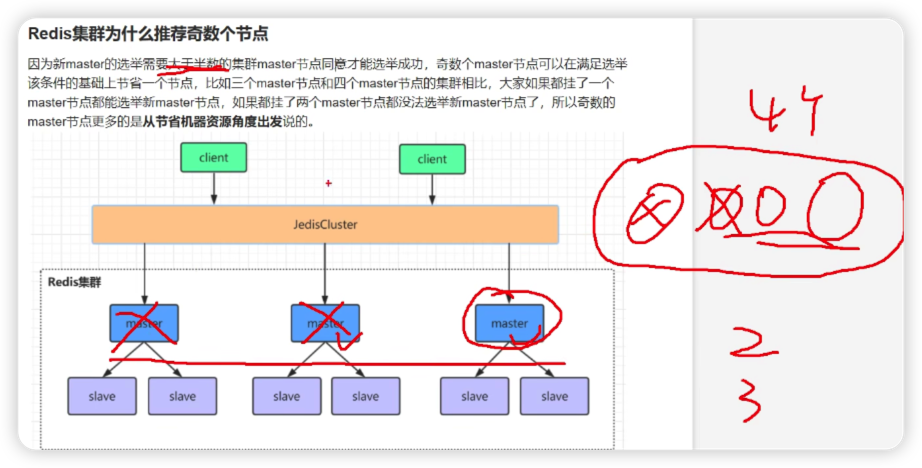 Redis集群为什么推荐奇数个节点
因为新master的选举需要大于半数的集群master节点同意才能选举成功，奇数个master节点可以在满足选举
该条件的基础上节省一个节点，比如三个master节点和四个master节点的集群相比，大家如果都挂了一个
master节点都能选举新master节点，如果都挂了两个master节点都没法选举新master节点了，所以奇数的
master节点更多的是从节省机器资源角度出发说的。
client
client
JedisCluster
Redis集群
master
master
master
slave
slave
slave
slave
slave
slave
4
2
3